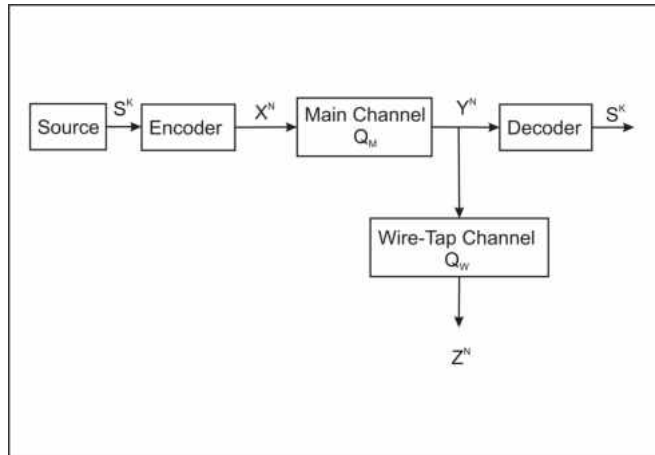 Source
S^K
Encoder
X^N
Main Channel
Q_M
Y^N
Decoder
S^K
Wire-Tap Channel
Q_W
Z^N